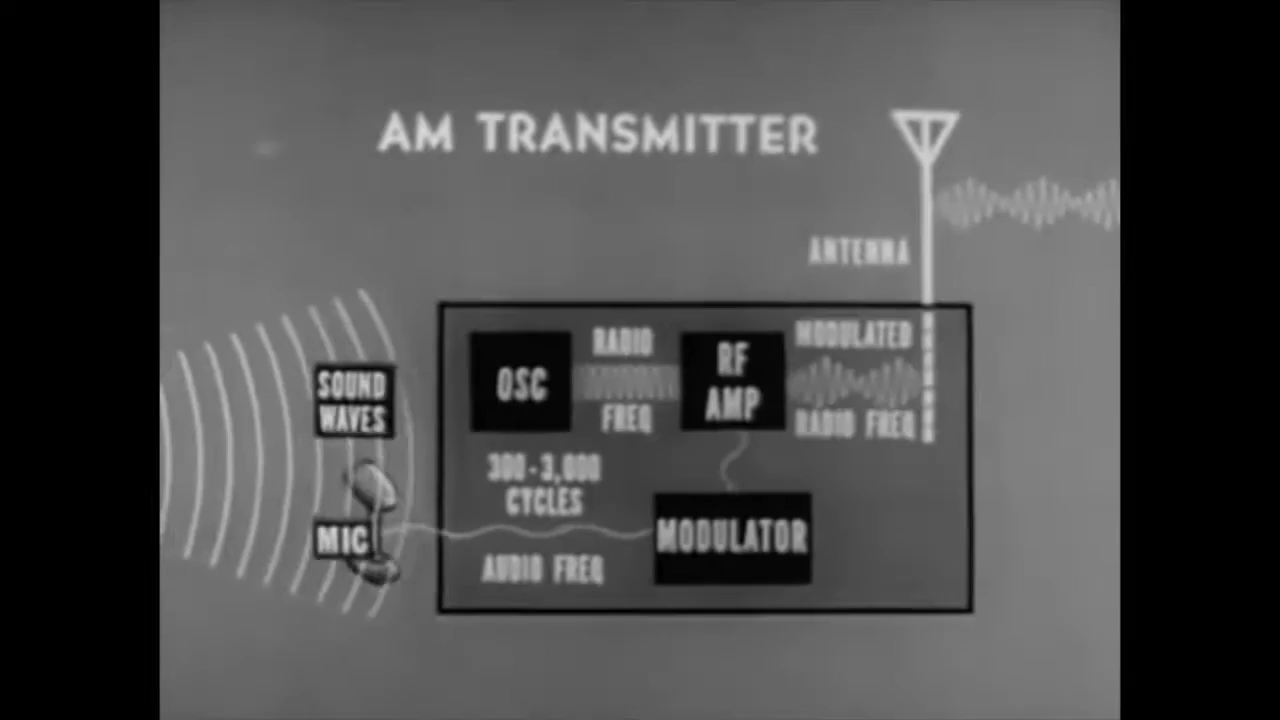 AM TRANSMITTER
ANTENNA
SOUND
WAVES
MIC
OSC
RADIO
FREQ
RF
AMP
MODULATED
RADIO FREQ
300-3,000
CYCLES
AUDIO FREQ
MODULATOR